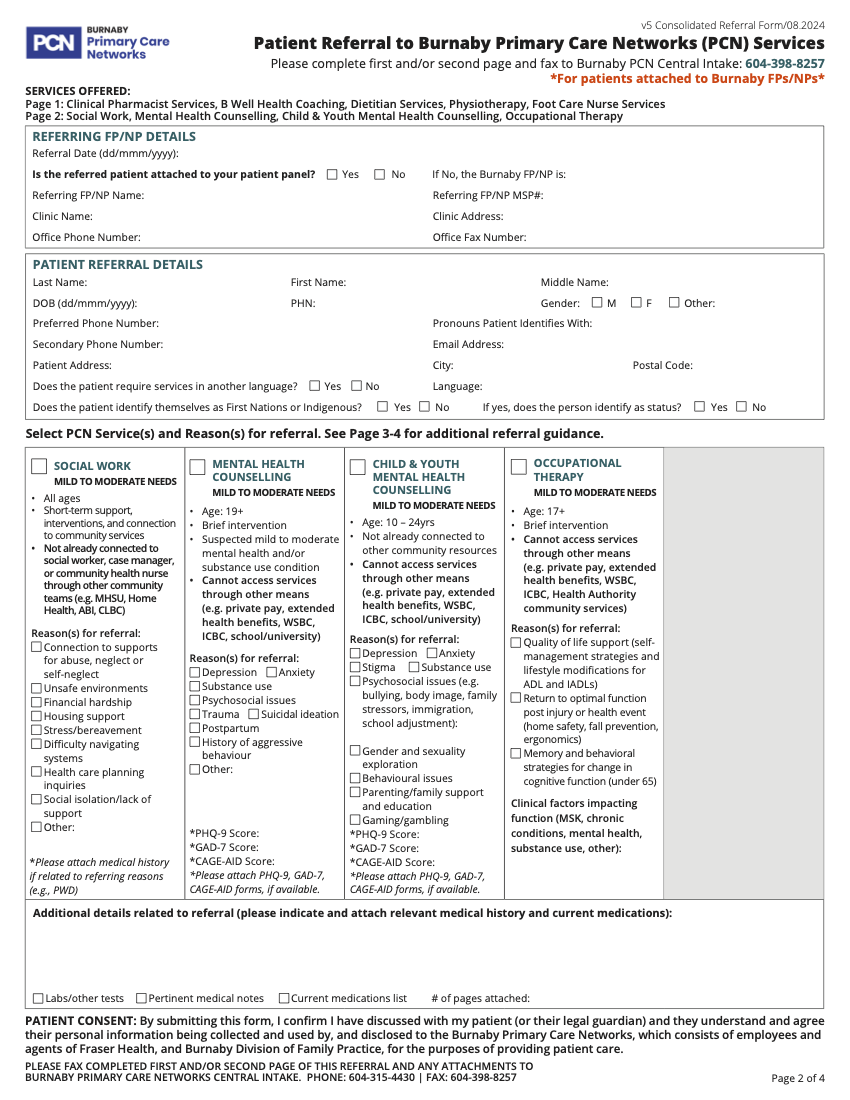 v5 Consolidated Referral Form/08.2024
PCN BURNABY
Primary Care
Networks
Patient Referral to Burnaby Primary Care Networks (PCN) Services
Please complete first and/or second page and fax to Burnaby PCN Central Intake: 604-398-8257
*For patients attached to Burnaby FPs/NPs*
SERVICES OFFERED:
Page 1: Clinical Pharmacist Services, B Well Health Coaching, Dietitian Services, Physiotherapy, Foot Care Nurse Services
Page 2: Social Work, Mental Health Counselling, Child & Youth Mental Health Counselling, Occupational Therapy
REFERRING FP/NP DETAILS
Referral Date (dd/mmm/yyyy):
Is the referred patient attached to your patient panel? ☐ Yes ☐ No If No, the Burnaby FP/NP is:
Referring FP/NP Name: Referring FP/NP MSP#:
Clinic Name: Clinic Address:
Office Phone Number: Office Fax Number:
PATIENT REFERRAL DETAILS
Last Name: First Name: Middle Name:
DOB (dd/mmm/yyyy): PHN: Gender: ☐ M ☐ F ☐ Other:
Preferred Phone Number: Pronouns Patient Identifies With:
Secondary Phone Number: Email Address:
Patient Address: City: Postal Code:
Does the patient require services in another language? ☐ Yes ☐ No Language:
Does the patient identify themselves as First Nations or Indigenous? ☐ Yes ☐ No If yes, does the person identify as status? ☐ Yes ☐ No
Select PCN Service(s) and Reason(s) for referral. See Page 3-4 for additional referral guidance.
☐ SOCIAL WORK
MILD TO MODERATE NEEDS
• All ages
• Short-term support,
interventions, and connection
to community services
• Not already connected to
social worker, case manager,
or community health nurse
through other community
teams (e.g. MHSU, Home
Health, ABI, CLBC)
Reason(s) for referral:
☐ Connection to supports
for abuse, neglect or
self-neglect
☐ Unsafe environments
☐ Financial hardship
☐ Housing support
☐ Stress/bereavement
☐ Difficulty navigating
systems
☐ Health care planning
inquiries
☐ Social isolation/lack of
support
☐ Other:
*Please attach medical history
if related to referring reasons
(e.g., PWD)
☐ MENTAL HEALTH
COUNSELLING
MILD TO MODERATE NEEDS
• Age: 19+
• Brief intervention
• Suspected mild to moderate
mental health and/or
substance use condition
• Cannot access services
through other means
(e.g. private pay, extended
health benefits, WSBC,
ICBC, school/university)
Reason(s) for referral:
☐ Depression ☐ Anxiety
☐ Substance use
☐ Psychosocial issues
☐ Trauma ☐ Suicidal ideation
☐ Postpartum
☐ History of aggressive
behaviour
☐ Other:
*PHQ-9 Score:
*GAD-7 Score:
*CAGE-AID Score:
*Please attach PHQ-9, GAD-7,
CAGE-AID forms, if available.
☐ CHILD & YOUTH
MENTAL HEALTH
COUNSELLING
MILD TO MODERATE NEEDS
• Age: 10 – 24yrs
• Not already connected to
other community resources
• Cannot access services
through other means
(e.g. private pay, extended
health benefits, WSBC,
ICBC, school/university)
Reason(s) for referral:
☐ Depression ☐ Anxiety
☐ Stigma ☐ Substance use
☐ Psychosocial issues (e.g.
bullying, body image, family
stressors, immigration,
school adjustment):
☐ Gender and sexuality
exploration
☐ Behavioural issues
☐ Parenting/family support
and education
☐ Gaming/gambling
*PHQ-9 Score:
*GAD-7 Score:
*CAGE-AID Score:
*Please attach PHQ-9, GAD-7,
CAGE-AID forms, if available.
☐ OCCUPATIONAL
THERAPY
MILD TO MODERATE NEEDS
• Age: 17+
• Brief intervention
• Cannot access services
through other means
(e.g. private pay, extended
health benefits, WSBC,
ICBC, Health Authority
community services)
Reason(s) for referral:
☐ Quality of life support (self-
management strategies and
lifestyle modifications for
ADL and IADLs)
☐ Return to optimal function
post injury or health event
(home safety, fall prevention,
ergonomics)
☐ Memory and behavioral
strategies for change in
cognitive function (under 65)
Clinical factors impacting
function (MSK, chronic
conditions, mental health,
substance use, other):
Additional details related to referral (please indicate and attach relevant medical history and current medications):
☐ Labs/other tests ☐ Pertinent medical notes ☐ Current medications list # of pages attached:
PATIENT CONSENT: By submitting this form, I confirm I have discussed with my patient (or their legal guardian) and they understand and agree
their personal information being collected and used by, and disclosed to the Burnaby Primary Care Networks, which consists of employees and
agents of Fraser Health, and Burnaby Division of Family Practice, for the purposes of providing patient care.
PLEASE FAX COMPLETED FIRST AND/OR SECOND PAGE OF THIS REFERRAL AND ANY ATTACHMENTS TO
BURNABY PRIMARY CARE NETWORKS CENTRAL INTAKE. PHONE: 604-315-4430 | FAX: 604-398-8257
Page 2 of 4